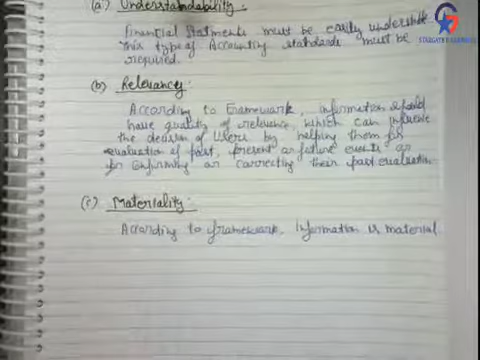 (a) Understandability :
Financial Statments must be easily understable
This type of Accounting standards must be
required.
(b) Relevancy :
According to Framework, information should
have quality of relevance, which can influence
the decision of Users by helping them for
evaluation of past, present or future events or
for Confirming or correcting their past evaluation
(c) Materiality :
According to framework, Information is material